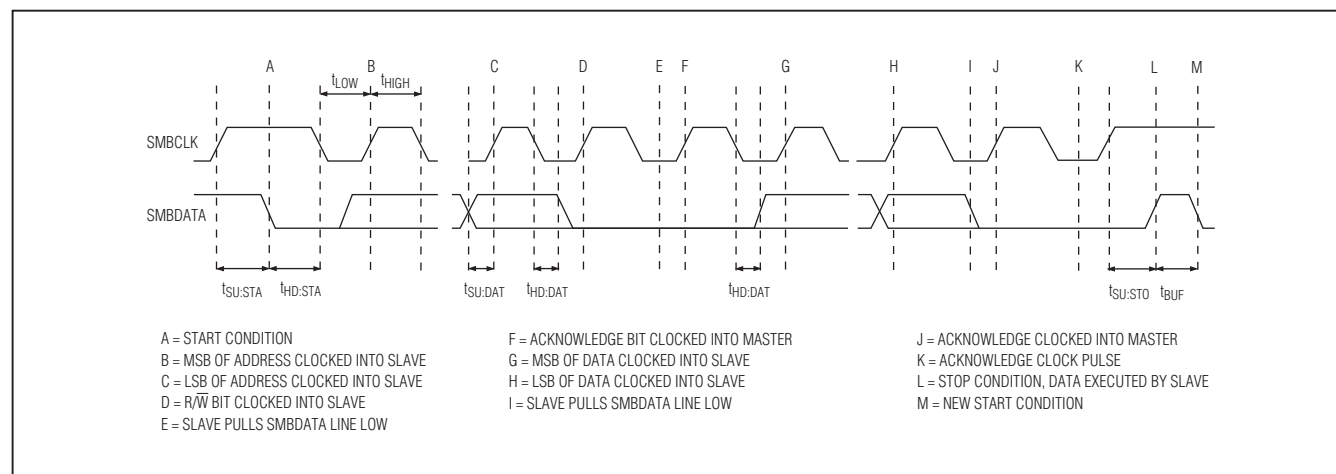 A tLOW B tHIGH C D E F G H I J K L M
SMBCLK
SMBDATA
tSU:STA tHD:STA tSU:DAT tHD:DAT tHD:DAT tSU:STO tBUF
A = START CONDITION
B = MSB OF ADDRESS CLOCKED INTO SLAVE
C = LSB OF ADDRESS CLOCKED INTO SLAVE
D = R/W̅ BIT CLOCKED INTO SLAVE
E = SLAVE PULLS SMBDATA LINE LOW
F = ACKNOWLEDGE BIT CLOCKED INTO MASTER
G = MSB OF DATA CLOCKED INTO SLAVE
H = LSB OF DATA CLOCKED INTO SLAVE
I = SLAVE PULLS SMBDATA LINE LOW
J = ACKNOWLEDGE CLOCKED INTO MASTER
K = ACKNOWLEDGE CLOCK PULSE
L = STOP CONDITION, DATA EXECUTED BY SLAVE
M = NEW START CONDITION